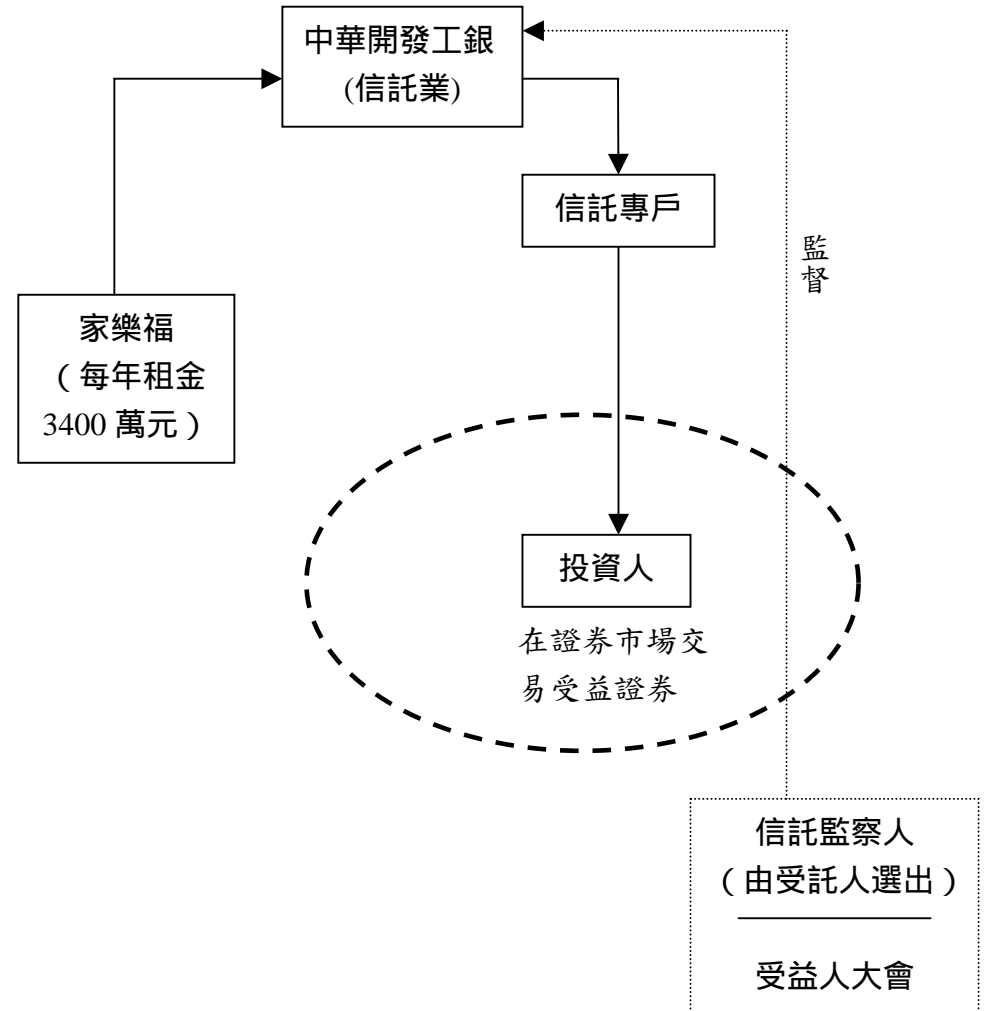 中華開發工銀
(信託業)
信託專戶
監督
家樂福
（每年租金
3400 萬元）
投資人
在證券市場交
易受益證券
信託監察人
（由受託人選出）
受益人大會